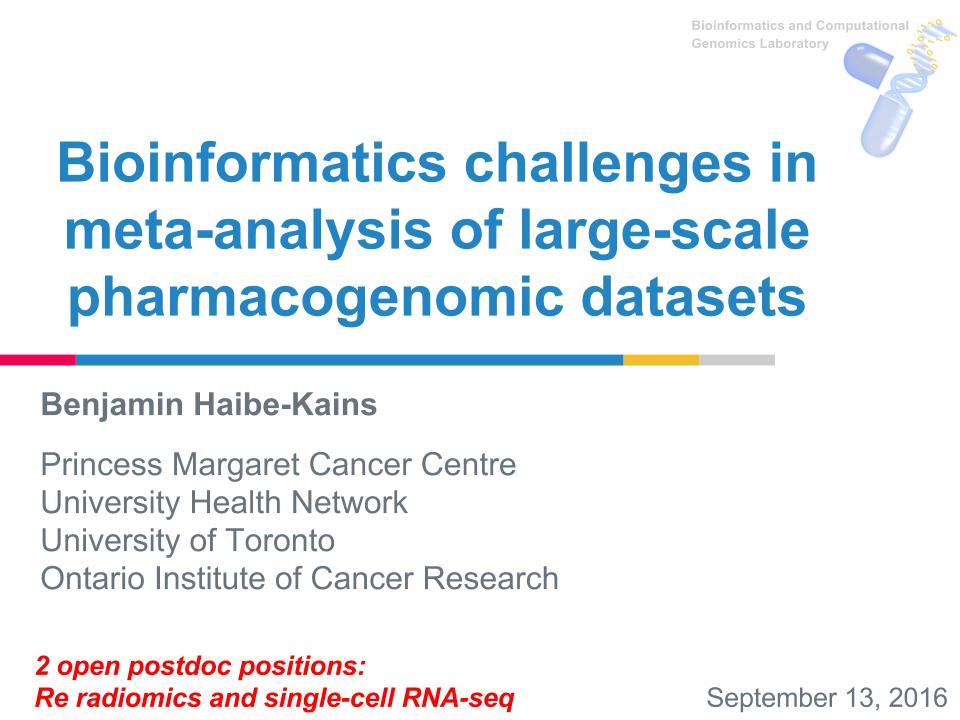 Bioinformatics and Computational
Genomics Laboratory
Bioinformatics challenges in
meta-analysis of large-scale
pharmacogenomic datasets
Benjamin Haibe-Kains
Princess Margaret Cancer Centre
University Health Network
University of Toronto
Ontario Institute of Cancer Research
2 open postdoc positions:
Re radiomics and single-cell RNA-seq
September 13, 2016